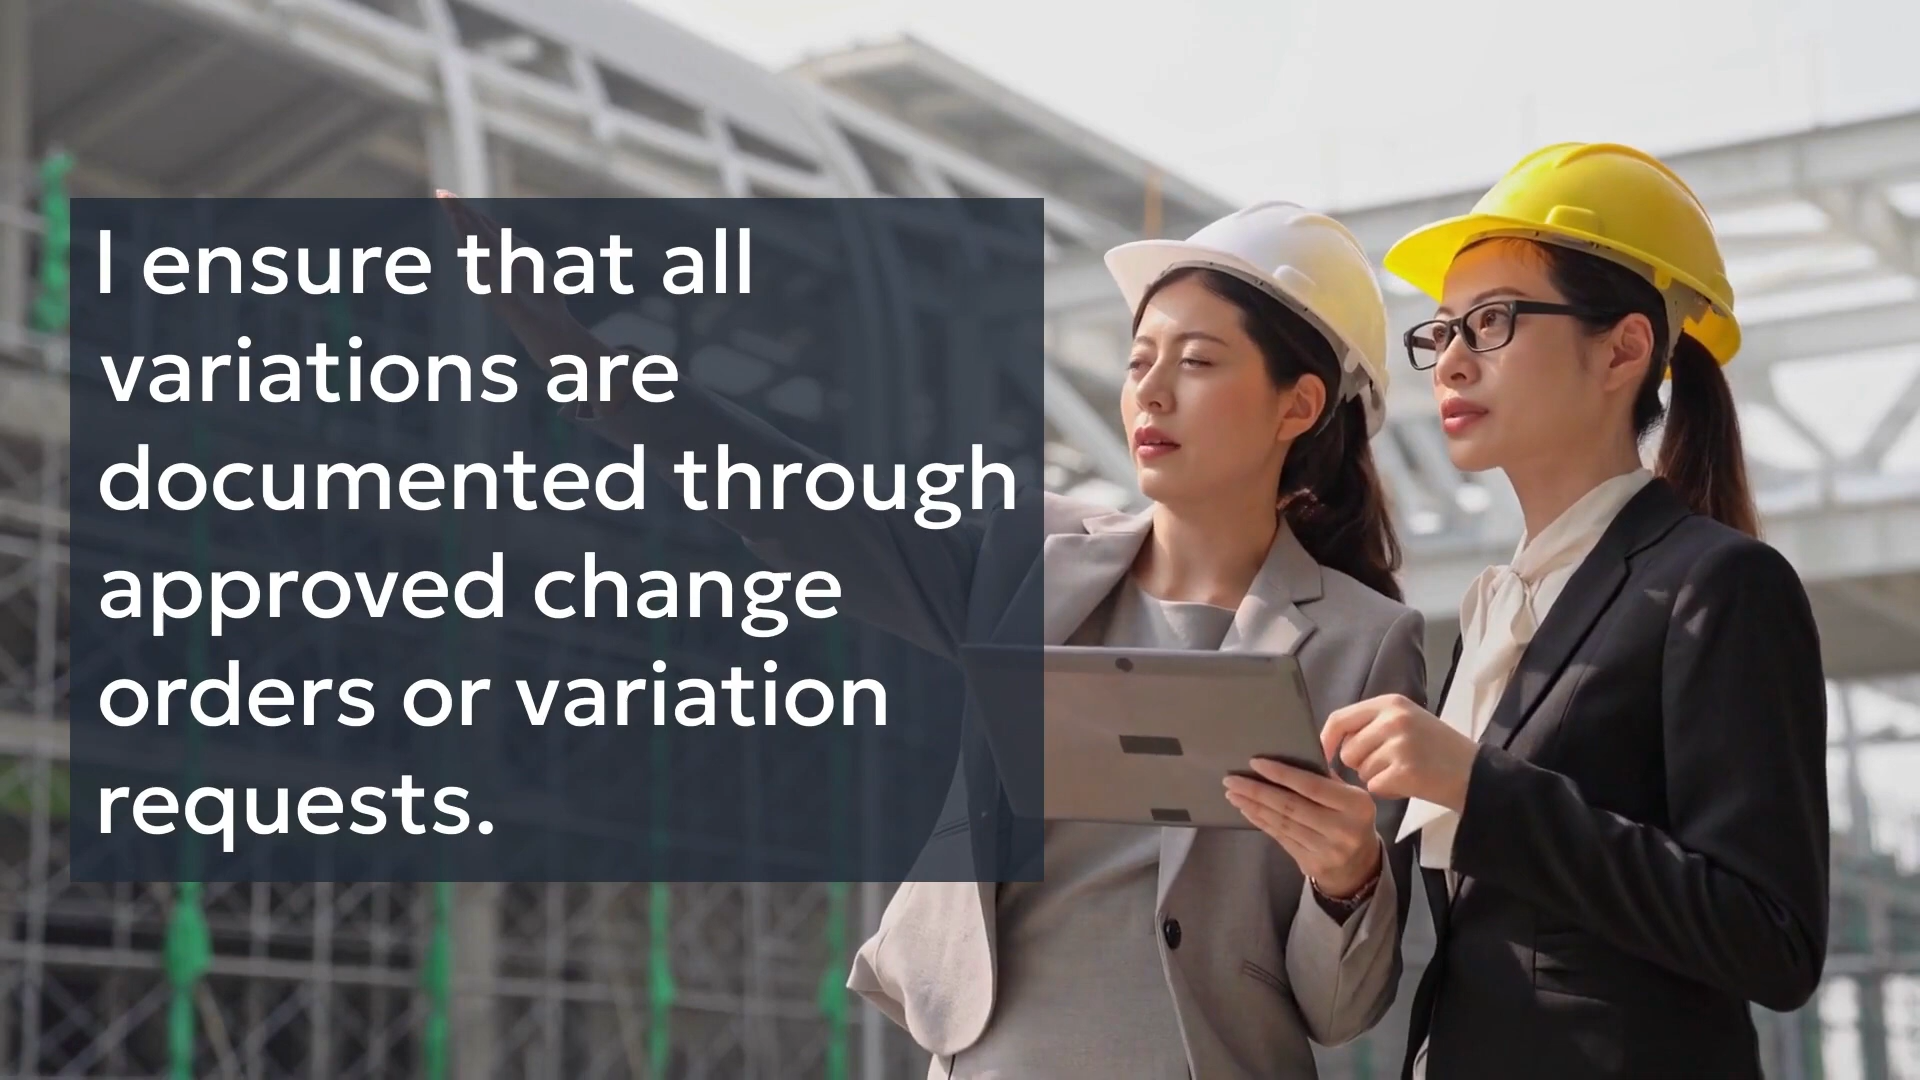 I ensure that all
variations are
documented through
approved change
orders or variation
requests.